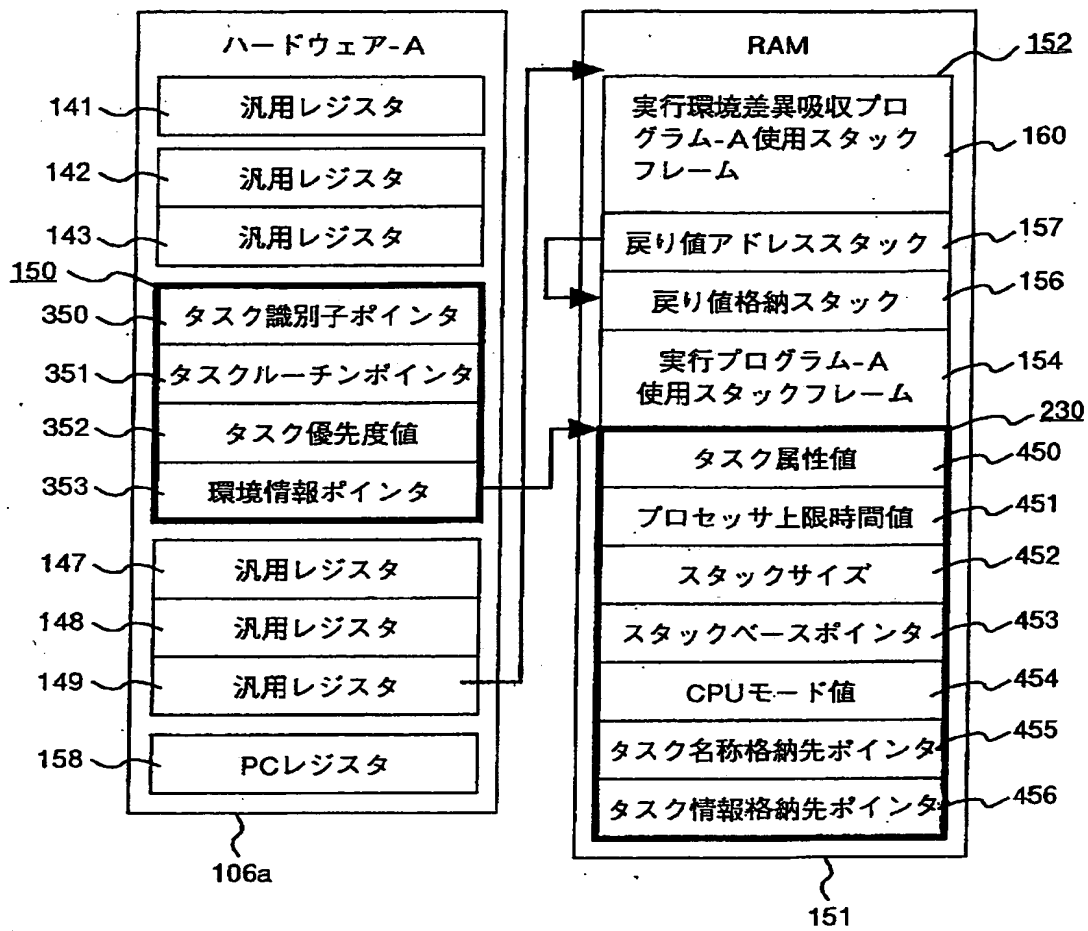 ハードウェア-A
141
汎用レジスタ
142
汎用レジスタ
143
汎用レジスタ
150
350
タスク識別子ポインタ
351
タスクルーチンポインタ
352
タスク優先度値
353
環境情報ポインタ
147
汎用レジスタ
148
汎用レジスタ
149
汎用レジスタ
158
PCレジスタ
106a
RAM
152
実行環境差異吸収プロ
グラム-A使用スタック
フレーム
160
戻り値アドレススタック
157
戻り値格納スタック
156
実行プログラム-A
使用スタックフレーム
154
230
タスク属性値
450
プロセッサ上限時間値
451
スタックサイズ
452
スタックベースポインタ
453
CPUモード値
454
タスク名称格納先ポインタ
455
タスク情報格納先ポインタ
456
151